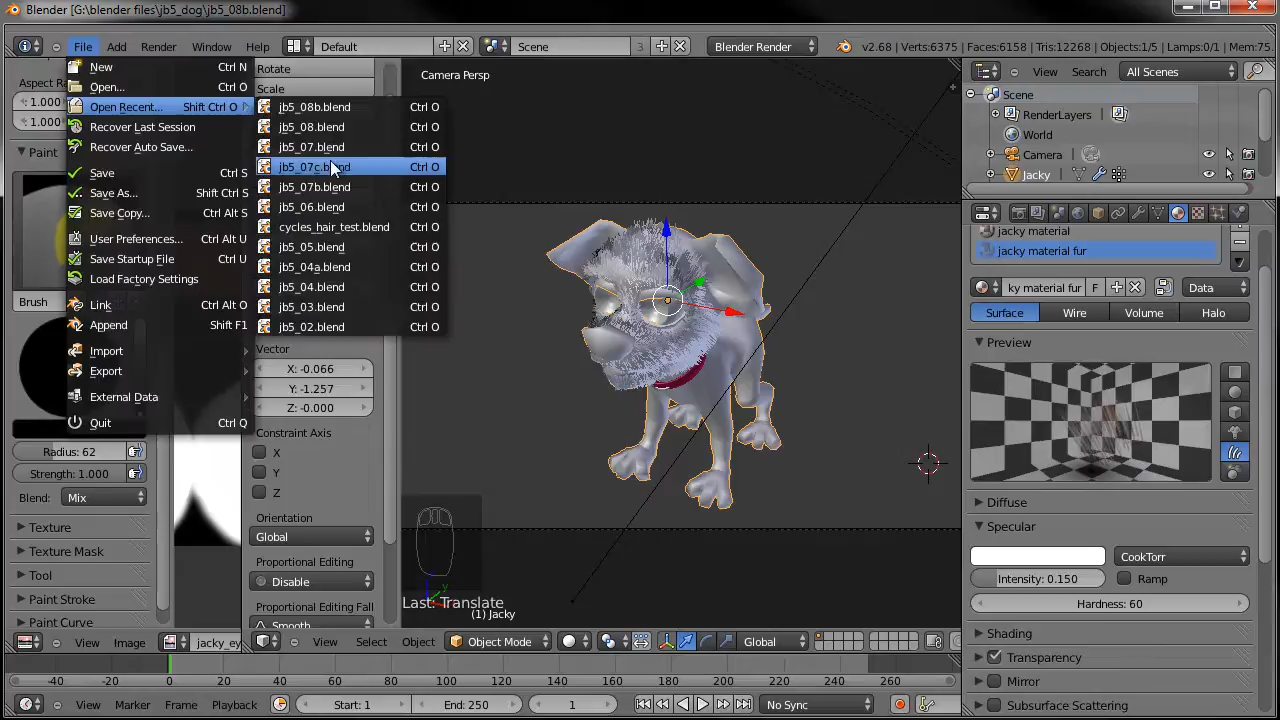 Blender [G:\blender files\jb5_dog\jb5_08b.blend]
File Add Render Window Help Default Scene 3 Blender Render v2.68 | Verts:6375 | Faces:6158 | Tris:12268 | Objects:1/5 | Lamps:0/1 | Mem:75.
New Ctrl N
Open... Ctrl O
Open Recent... Shift Ctrl O
Recover Last Session
Recover Auto Save...
Save Ctrl S
Save As... Shift Ctrl S
Save Copy... Ctrl Alt S
User Preferences... Ctrl Alt U
Save Startup File Ctrl U
Load Factory Settings
Link Ctrl Alt O
Append Shift F1
Import
Export
External Data
Quit Ctrl Q
jb5_08b.blend Ctrl O
jb5_08.blend Ctrl O
jb5_07.blend Ctrl O
jb5_07c.blend Ctrl O
jb5_07b.blend Ctrl O
jb5_06.blend Ctrl O
cycles_hair_test.blend Ctrl O
jb5_05.blend Ctrl O
jb5_04a.blend Ctrl O
jb5_04.blend Ctrl O
jb5_03.blend Ctrl O
jb5_02.blend Ctrl O
Aspect Ra
1.000
1.000
Paint
Brush
Radius: 62
Strength: 1.000
Blend: Mix
Texture
Texture Mask
Tool
Paint Stroke
Paint Curve
View Image jacky_ey
Rotate
Scale
Vector
X: -0.066
Y: -1.257
Z: -0.000
Constraint Axis
X
Y
Z
Orientation
Global
Proportional Editing
Disable
Proportional Editing Fall
Smooth
Camera Persp
Last: Translate
(1) Jacky
View Select Object Object Mode Global
View Search All Scenes
Scene
RenderLayers
World
Camera
Jacky
jacky material
jacky material fur
ky material fur F Data
Surface Wire Volume Halo
Preview
Diffuse
Specular
CookTorr
Intensity: 0.150 Ramp
Hardness: 60
Shading
Transparency
Mirror
Subsurface Scattering
-40 -20 0 20 40 60 80 100 120 140 160 180 200 220 240 260
View Marker Frame Playback Start: 1 End: 250 1 No Sync